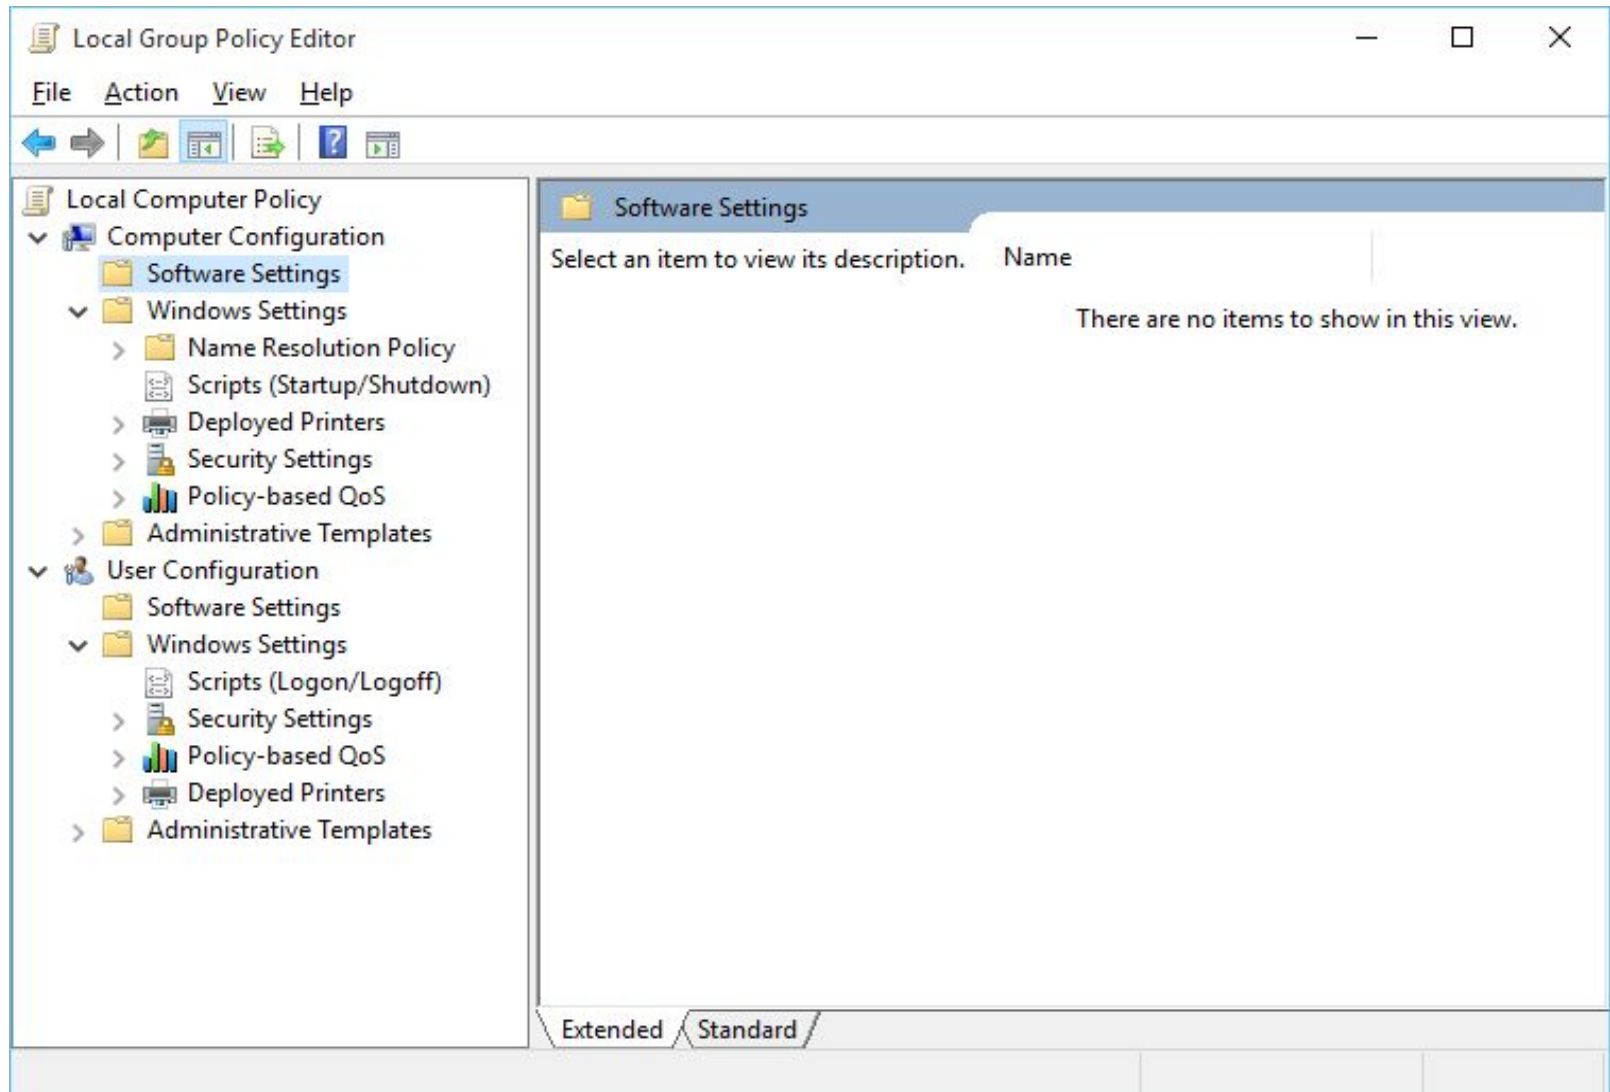 Local Group Policy Editor
File Action View Help
Local Computer Policy
Computer Configuration
Software Settings
Windows Settings
Name Resolution Policy
Scripts (Startup/Shutdown)
Deployed Printers
Security Settings
Policy-based QoS
Administrative Templates
User Configuration
Software Settings
Windows Settings
Scripts (Logon/Logoff)
Security Settings
Policy-based QoS
Deployed Printers
Administrative Templates
Software Settings
Select an item to view its description.
Name
There are no items to show in this view.
Extended Standard